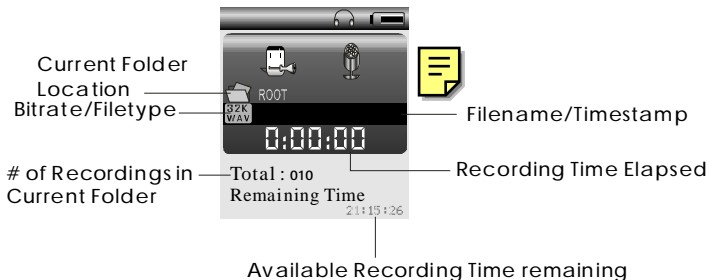 Current Folder
Location
Bitrate/Filetype
ROOT
32K
WAV
Filename/Timestamp
0:00:00
Recording Time Elapsed
# of Recordings in
Current Folder
Total : 010
Remaining Time
21:15:26
Available Recording Time remaining